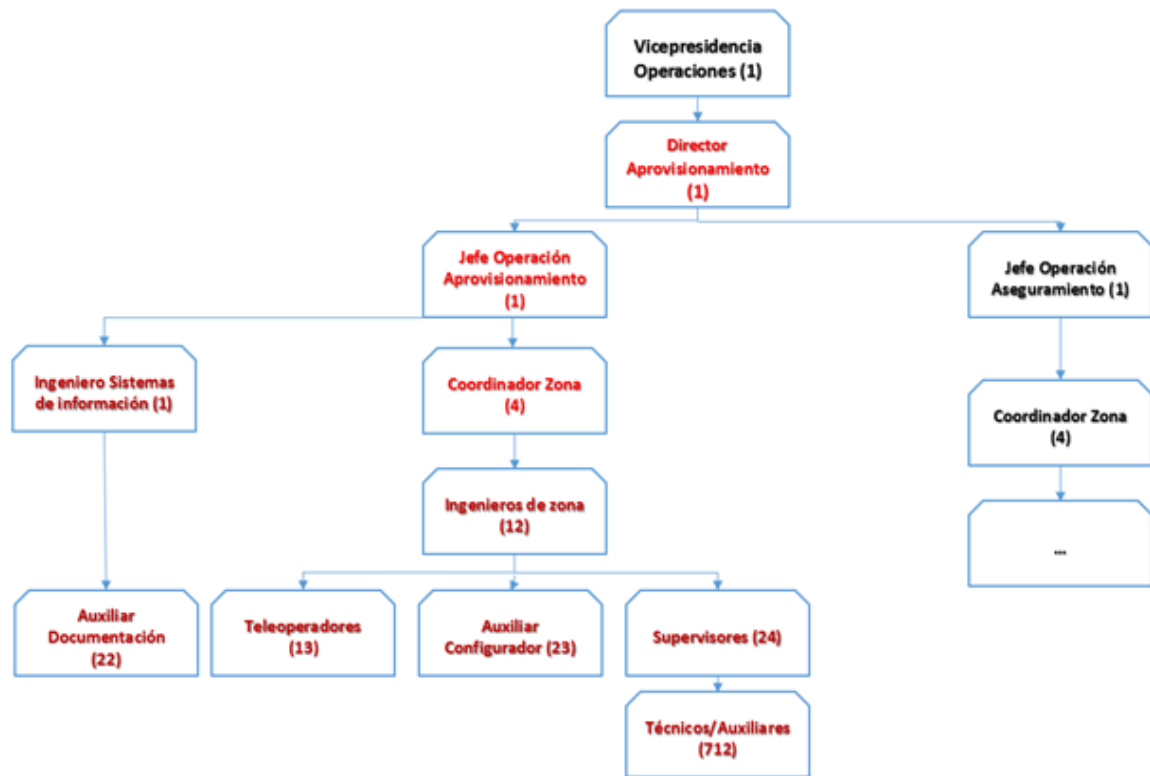 Vicepresidencia
Operaciones (1)
Director
Aprovisionamiento
(1)
Jefe Operación
Aprovisionamiento
(1)
Jefe Operación
Aseguramiento (1)
Ingeniero Sistemas
de información (1)
Coordinador Zona
(4)
Coordinador Zona
(4)
Ingenieros de zona
(12)
...
Auxiliar
Documentación
(22)
Teleoperadores
(13)
Auxiliar
Configurador (23)
Supervisores (24)
Técnicos/Auxiliares
(712)